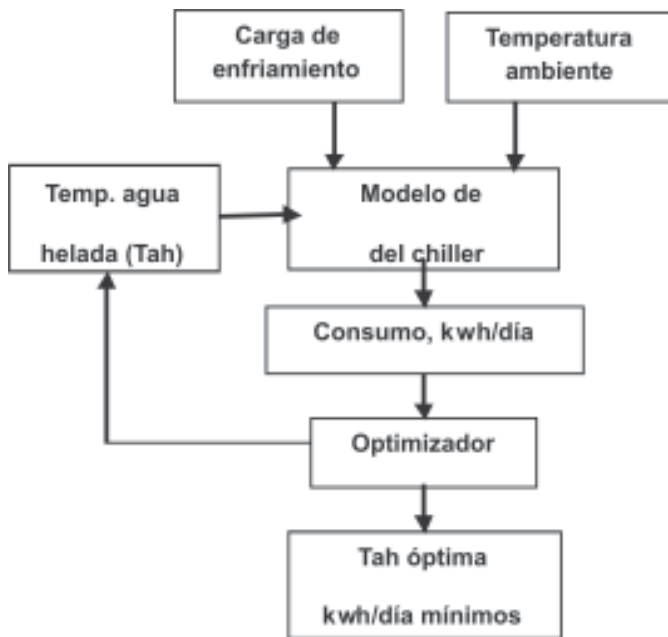 Carga de
enfriamiento
Temperatura
ambiente
Temp. agua
helada (Tah)
Modelo de
del chiller
Consumo, kwh/día
Optimizador
Tah óptima
kwh/día mínimos